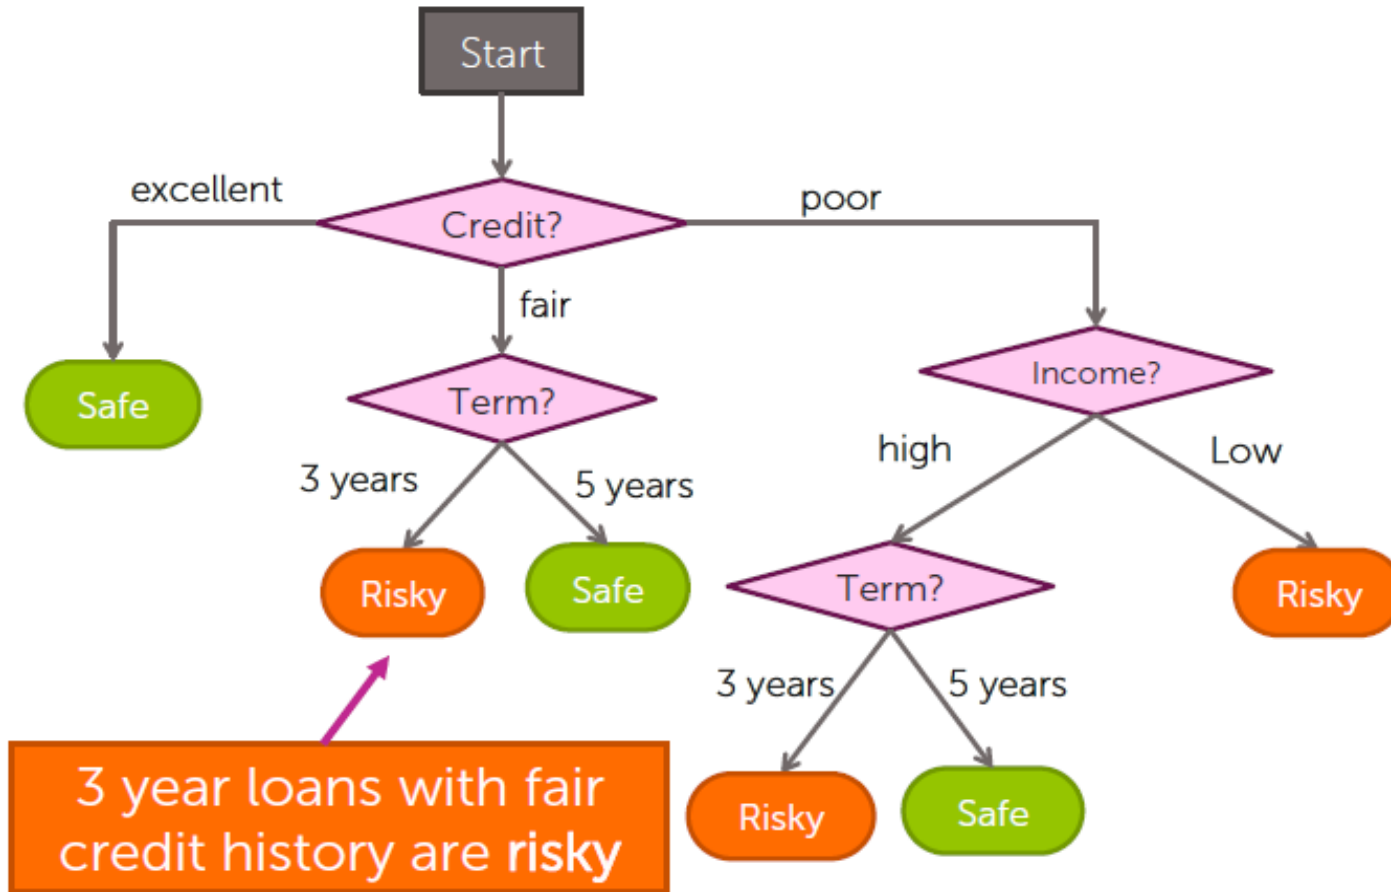 Start
excellent
Credit?
poor
fair
Safe
Term?
Income?
3 years
5 years
high
Low
Risky
Safe
Term?
Risky
3 years
5 years
Risky
Safe
3 year loans with fair
credit history are risky